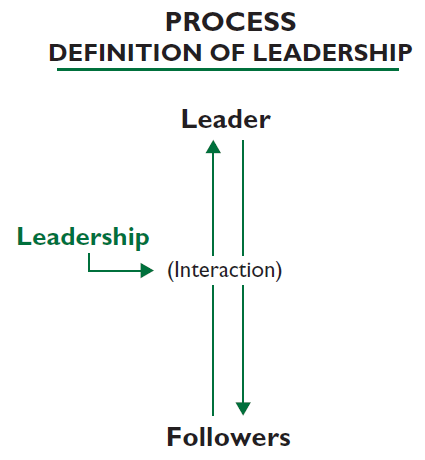 PROCESS
DEFINITION OF LEADERSHIP
Leader
Leadership
(Interaction)
Followers